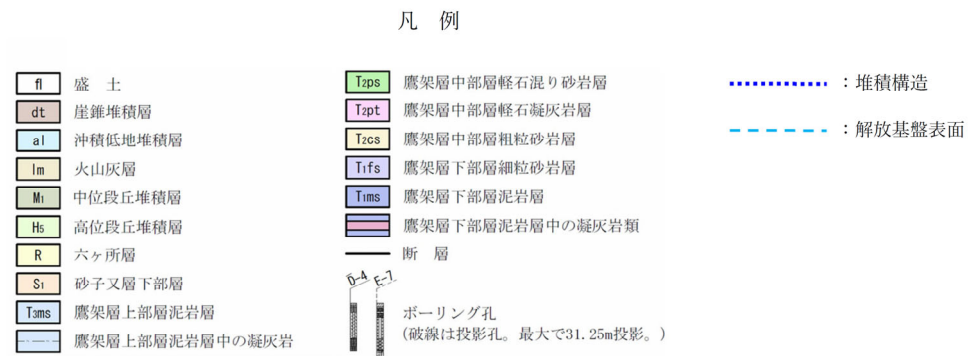 凡 例
fl 盛 土
dt 崖錐堆積層
al 沖積低地堆積層
lm 火山灰層
M1 中位段丘堆積層
H5 高位段丘堆積層
R 六ヶ所層
S1 砂子又層下部層
T3ms 鷹架層上部層泥岩層
鷹架層上部層泥岩層中の凝灰岩
T2ps 鷹架層中部層軽石混り砂岩層
T2pt 鷹架層中部層軽石凝灰岩層
T2cs 鷹架層中部層粗粒砂岩層
T1fs 鷹架層下部層細粒砂岩層
T1ms 鷹架層下部層泥岩層
鷹架層下部層泥岩層中の凝灰岩類
断 層
D-4 E-7
ボーリング孔
(破線は投影孔。最大で31.25m投影。)
：堆積構造
：解放基盤表面